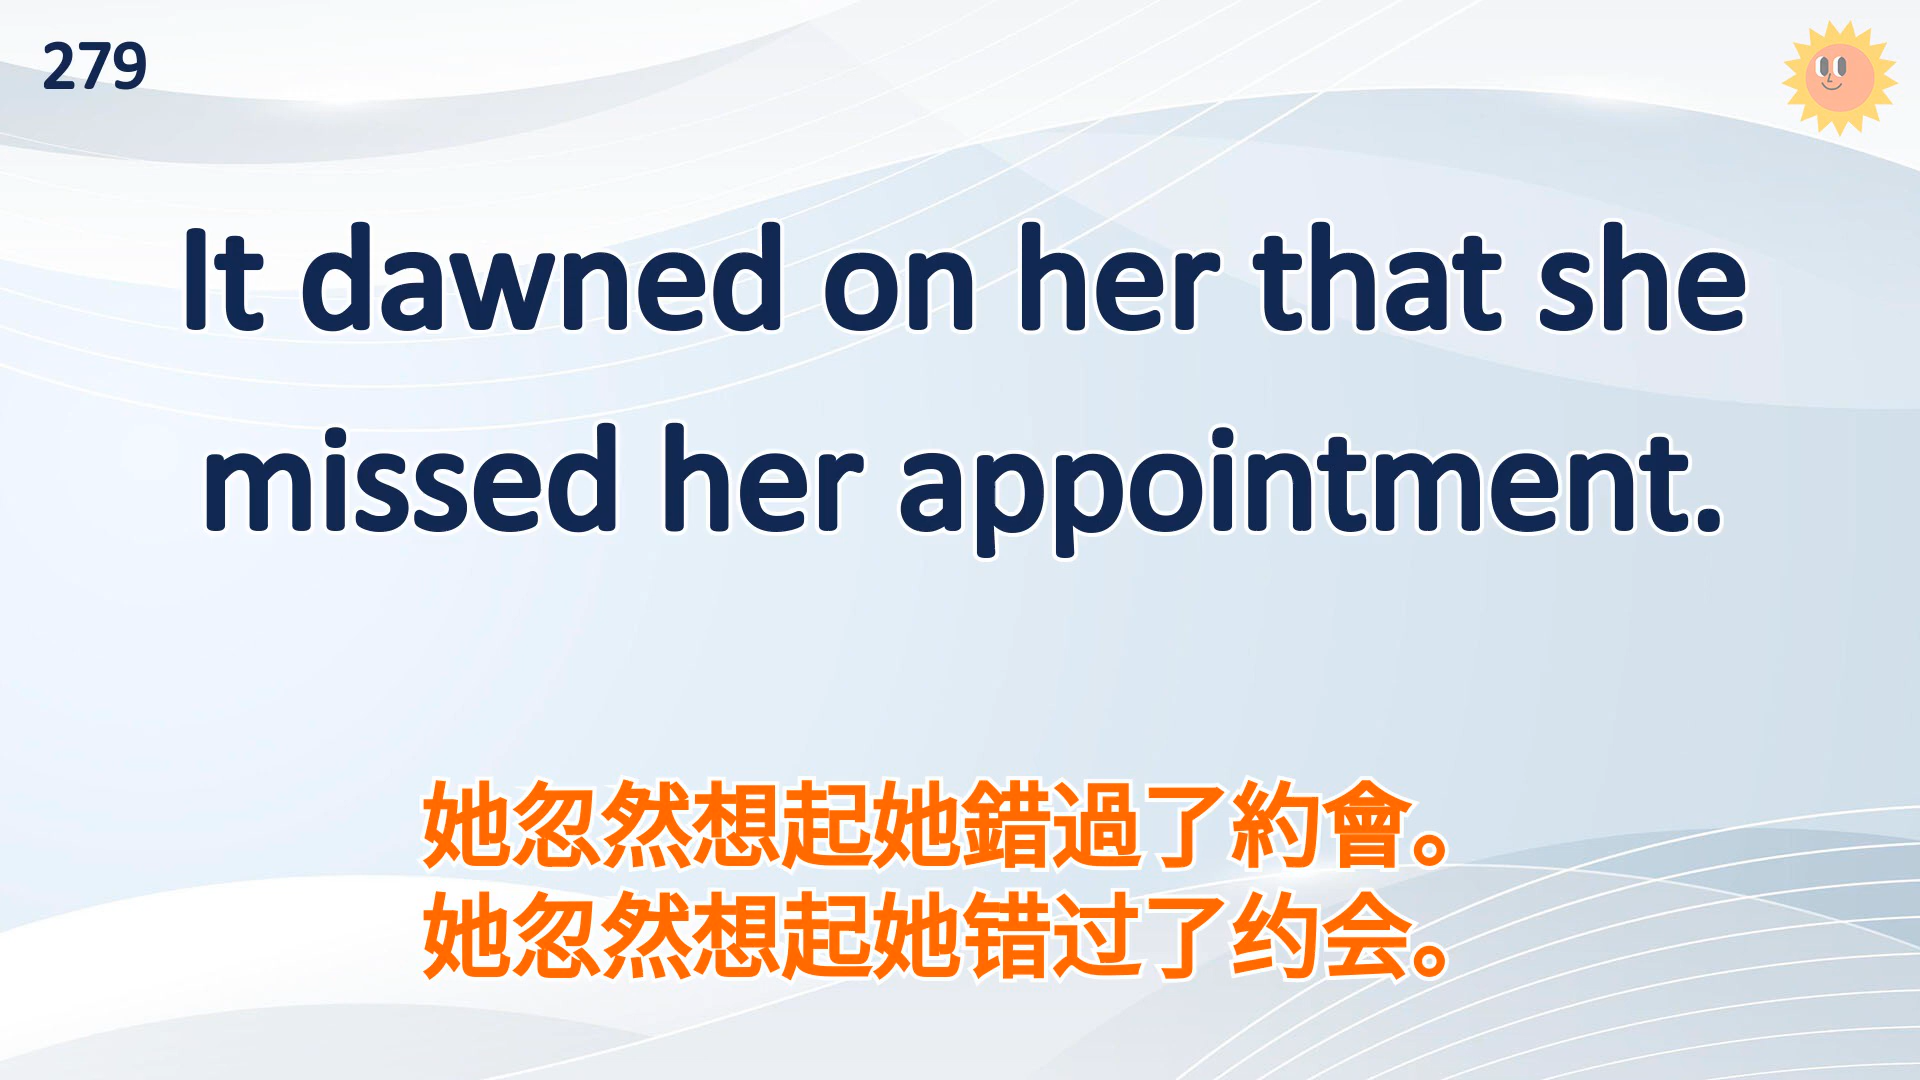 279
It dawned on her that she
missed her appointment.
她忽然想起她錯過了約會。
她忽然想起她错过了约会。